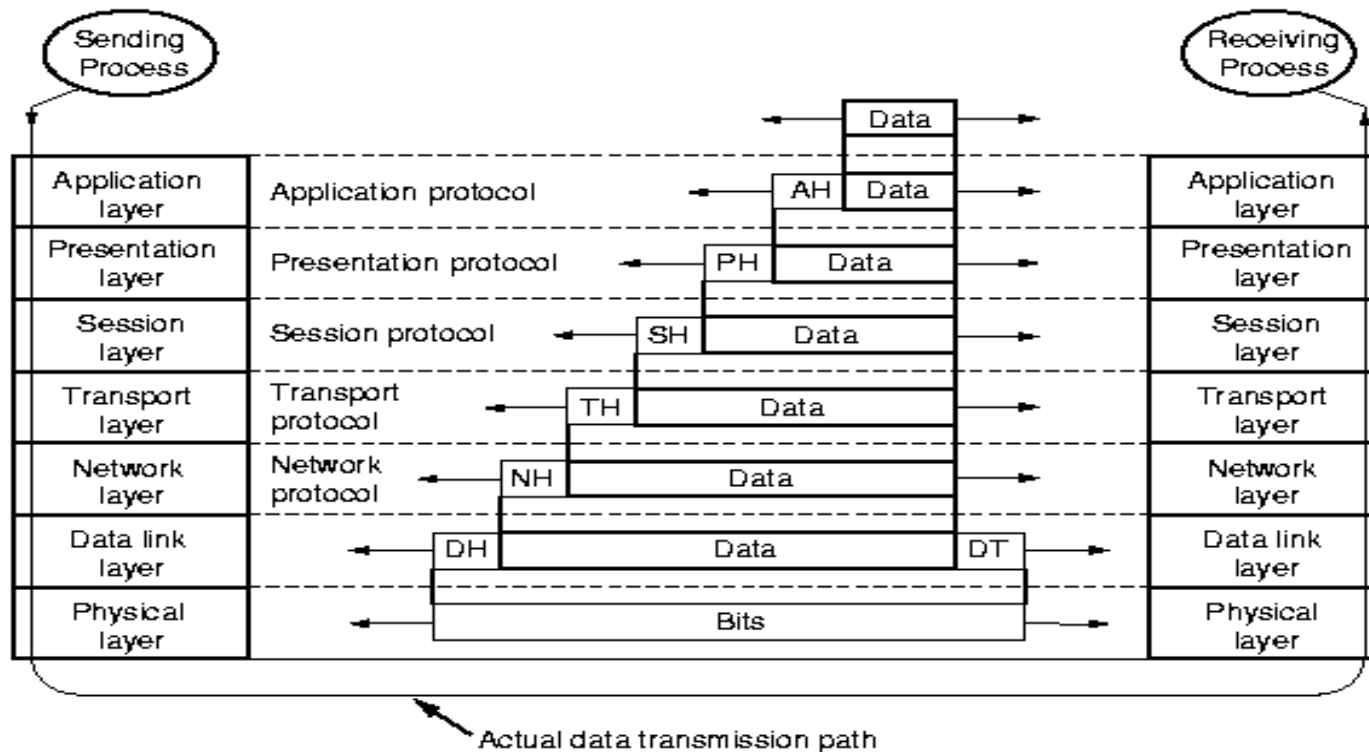 Sending
Process
Receiving
Process
Data
Application
layer
Application protocol
AH
Data
Application
layer
Presentation
layer
Presentation protocol
PH
Data
Presentation
layer
Session
layer
Session protocol
SH
Data
Session
layer
Transport
layer
Transport
protocol
TH
Data
Transport
layer
Network
layer
Network
protocol
NH
Data
Network
layer
Data link
layer
DH
Data
DT
Data link
layer
Physical
layer
Bits
Physical
layer
Actual data transmission path